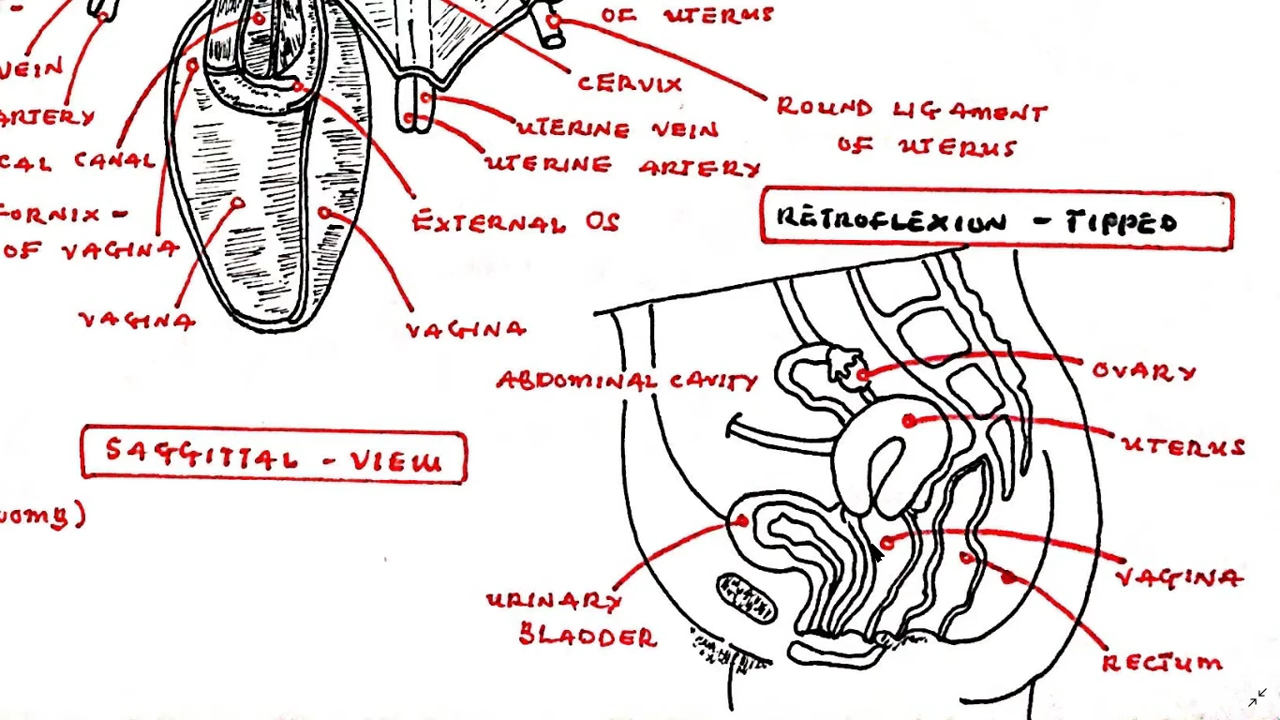 OF UTERUS
VEIN
CERVIX
ARTERY
ROUND LIGAMENT
OF UTERUS
UTERINE VEIN
UTERINE ARTERY
CAL CANAL
FORNIX -
OF VAGINA
EXTERNAL OS
RETROFLEXION - TIPPED
VAGINA
VAGINA
ABDOMINAL CAVITY
OVARY
UTERUS
SAGGITTAL - VIEW
omy)
VAGINA
URINARY
BLADDER
RECTUM